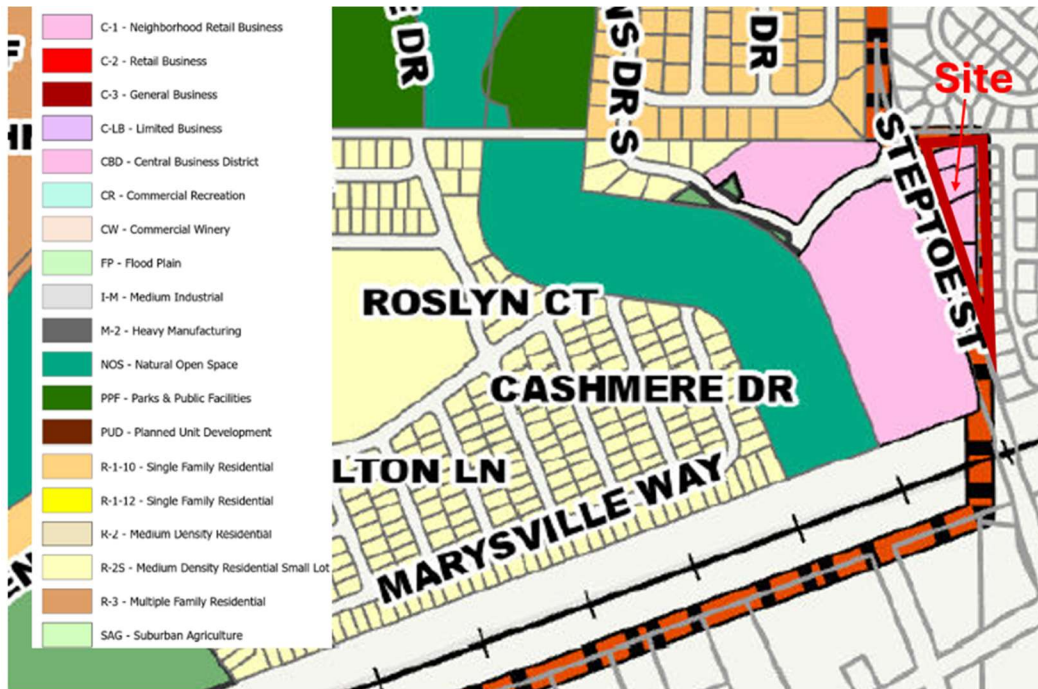 C-1 - Neighborhood Retail Business
C-2 - Retail Business
C-3 - General Business
C-LB - Limited Business
CBD - Central Business District
CR - Commercial Recreation
CW - Commercial Winery
FP - Flood Plain
I-M - Medium Industrial
M-2 - Heavy Manufacturing
NOS - Natural Open Space
PPF - Parks & Public Facilities
PUD - Planned Unit Development
R-1-10 - Single Family Residential
R-1-12 - Single Family Residential
R-2 - Medium Density Residential
R-2S - Medium Density Residential Small Lot
R-3 - Multiple Family Residential
SAG - Suburban Agriculture
DR
NS DR S
DR
Site
STEPTOE ST
ROSLYN CT
CASHMERE DR
LTON LN
MARYSVILLE WAY